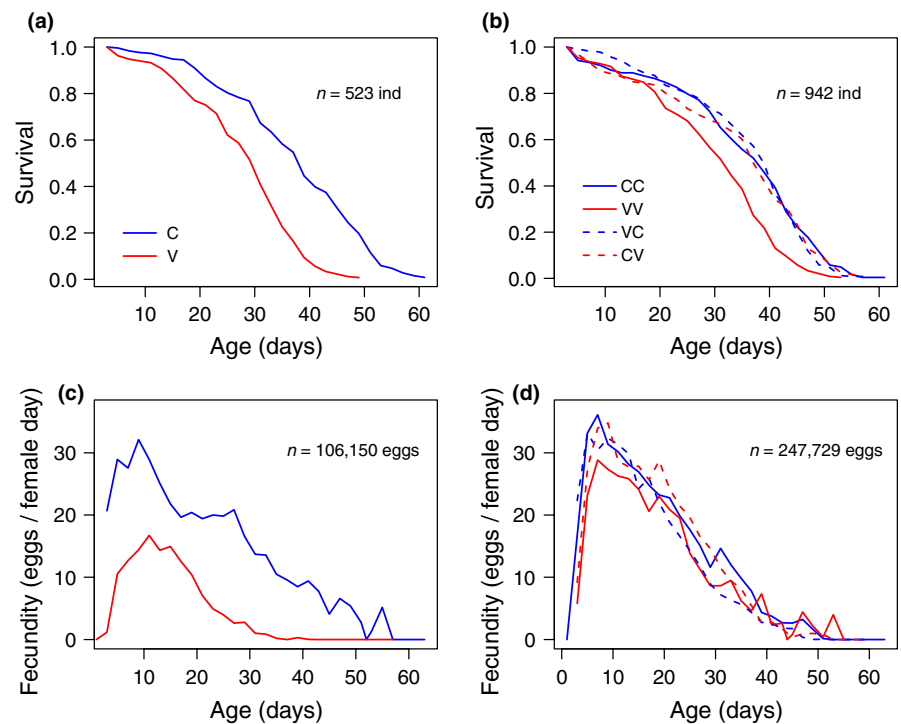 (a)
Survival
1.0
0.8
0.6
0.4
0.2
0.0
n = 523 ind
C
V
10 20 30 40 50 60
Age (days)
(b)
Survival
1.0
0.8
0.6
0.4
0.2
0.0
n = 942 ind
CC
VV
VC
CV
10 20 30 40 50 60
Age (days)
(c)
Fecundity (eggs / female day)
30
20
10
0
n = 106,150 eggs
10 20 30 40 50 60
Age (days)
(d)
Fecundity (eggs / female day)
30
20
10
0
n = 247,729 eggs
0 10 20 30 40 50 60
Age (days)